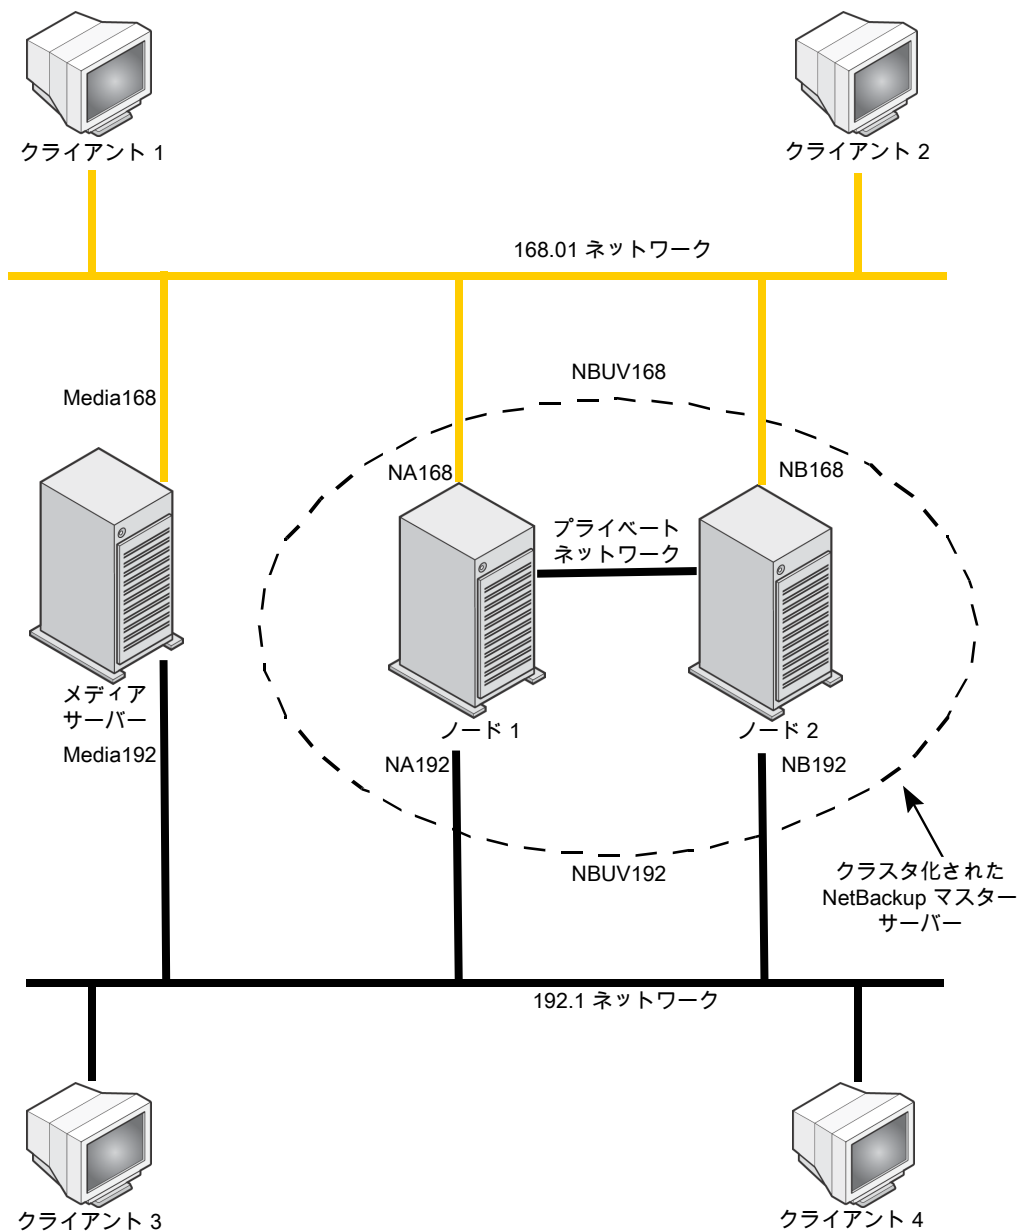 クライアント 1
クライアント 2
168.01 ネットワーク
NBUV168
Media168
NA168
NB168
プライベート
ネットワーク
メディア
サーバー
ノード 1
ノード 2
Media192
NA192
NB192
NBUV192
クラスタ化された
NetBackup マスター
サーバー
192.1 ネットワーク
クライアント 3
クライアント 4